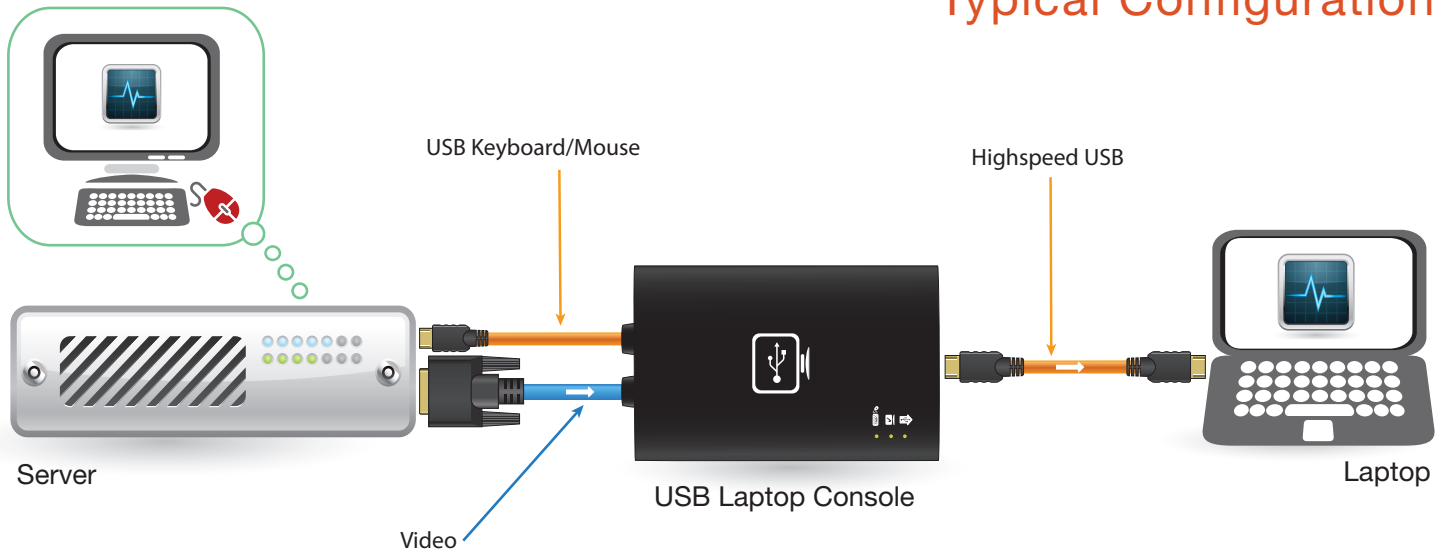 Typical Configuration
USB Keyboard/Mouse
Highspeed USB
Server
USB Laptop Console
Laptop
Video